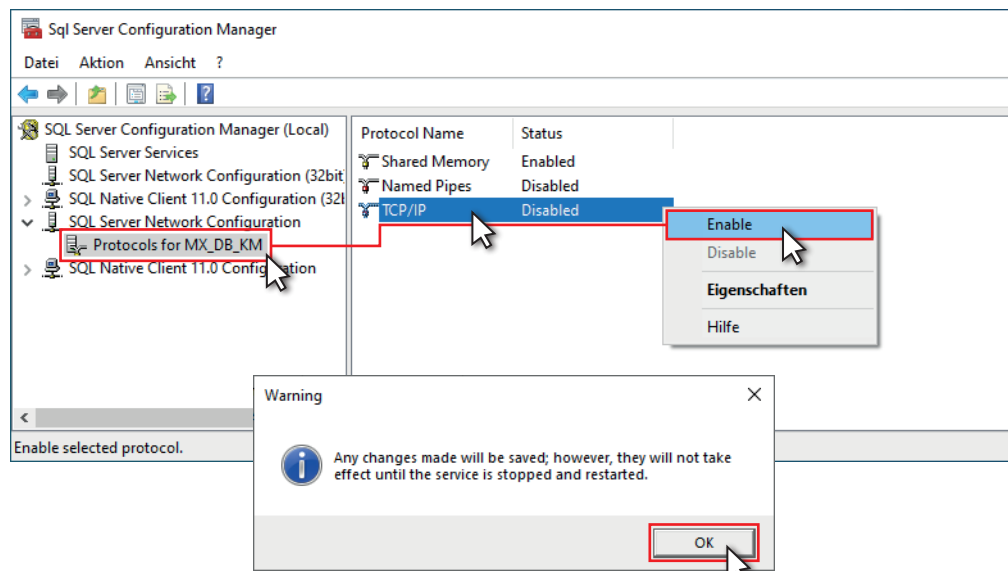 Sql Server Configuration Manager
Datei Aktion Ansicht ?
SQL Server Configuration Manager (Local)
SQL Server Services
SQL Server Network Configuration (32bit
SQL Native Client 11.0 Configuration (32b
SQL Server Network Configuration
Protocols for MX_DB_KM
SQL Native Client 11.0 Configuration
Protocol Name Status
Shared Memory Enabled
Named Pipes Disabled
TCP/IP Disabled
Enable
Disable
Eigenschaften
Hilfe
Enable selected protocol.
Warning
Any changes made will be saved; however, they will not take
effect until the service is stopped and restarted.
OK